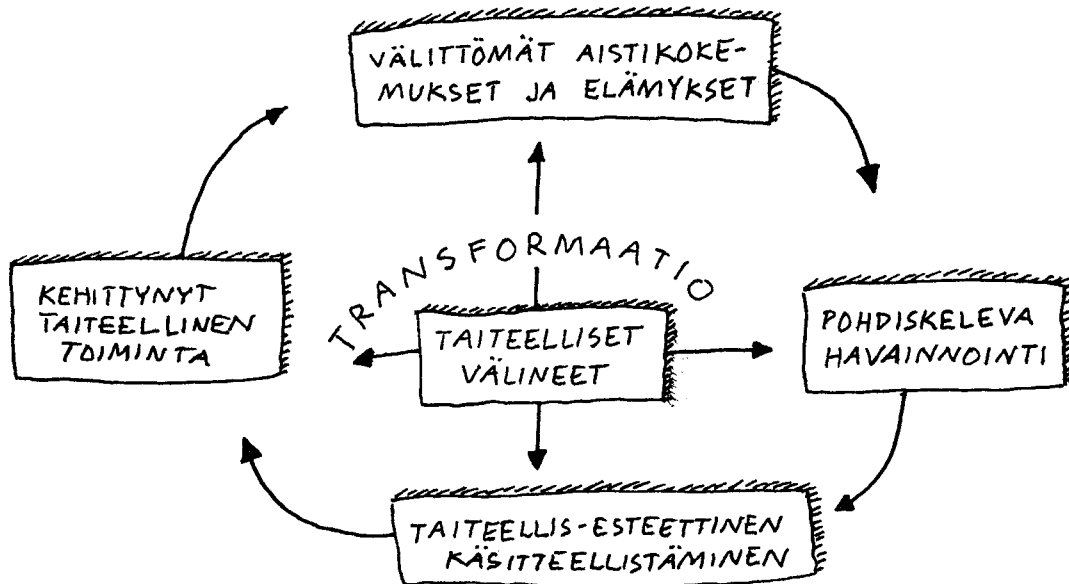 VÄLITTÖMÄT AISTIKOKE-
MUKSET JA ELÄMYKSET
TRANSFORMAATIO
KEHITTYNYT
TAITEELLINEN
TOIMINTA
TAITEELLISET
VÄLINEET
POHDISKELEVA
HAVAINNOINTI
TAITEELLIS-ESTEETTINEN
KÄSITTEELLISTÄMINEN